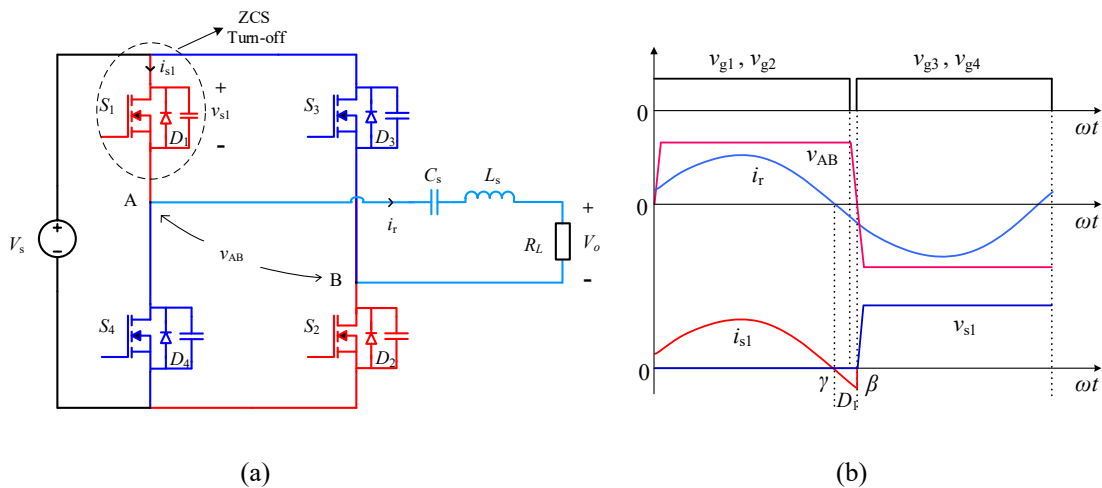 ZCS
Turn-off
i_s1
S_1
+
v_s1
-
D_1
S_3
D_3
A
C_s
L_s
i_r
+
R_L
V_o
-
V_s
+
-
v_AB
B
S_4
D_4
S_2
D_2
(a)
v_g1 , v_g2
v_g3 , v_g4
0
ωt
v_AB
i_r
0
ωt
i_s1
v_s1
0
γ
D_1
β
ωt
(b)